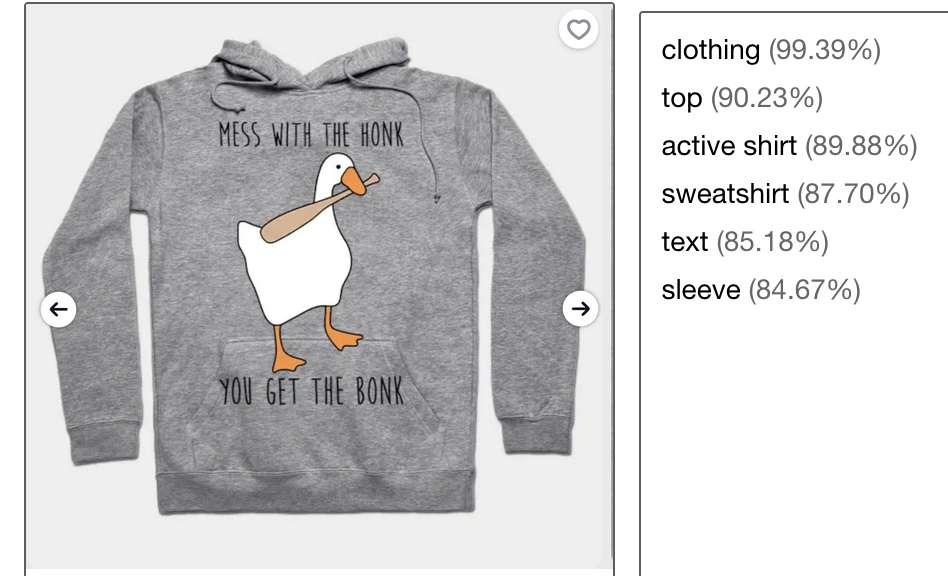 MESS WITH THE HONK
YOU GET THE BONK
clothing (99.39%)
top (90.23%)
active shirt (89.88%)
sweatshirt (87.70%)
text (85.18%)
sleeve (84.67%)